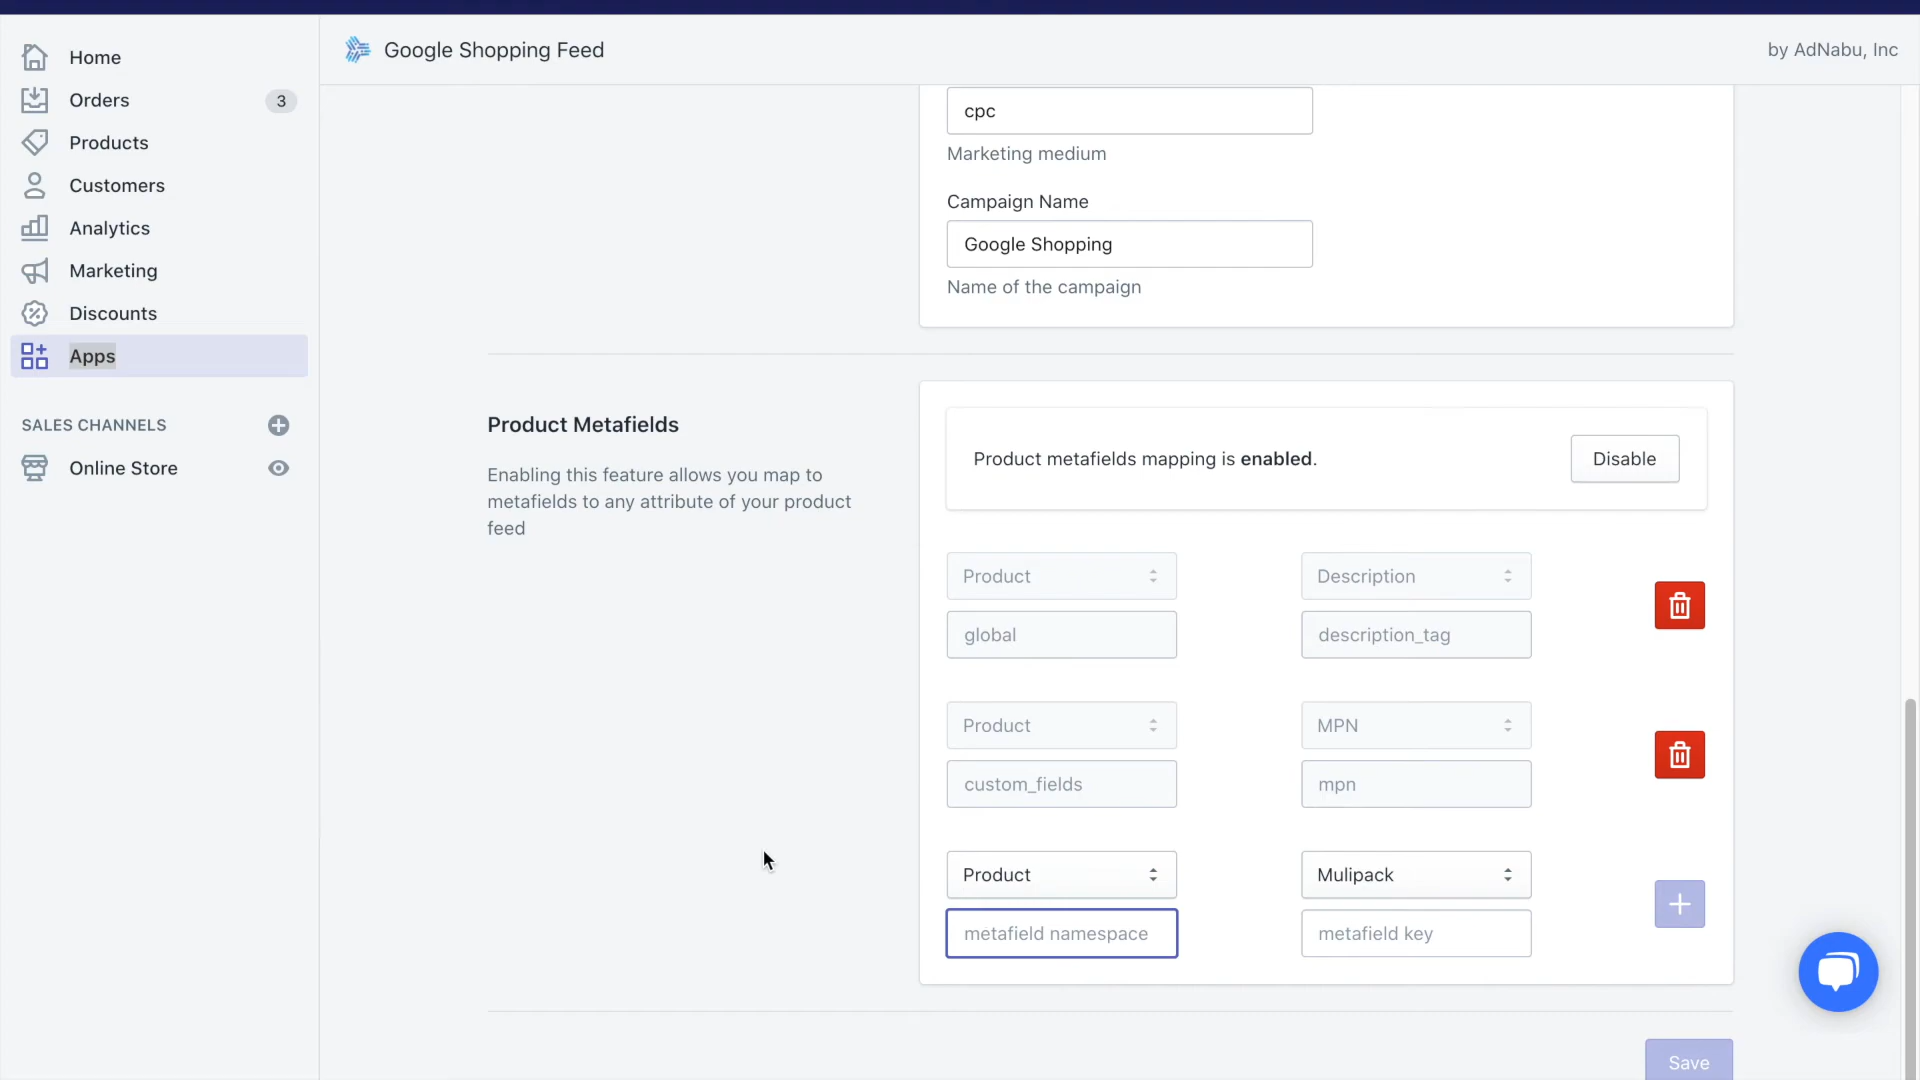 Home
Orders
3
Products
Customers
Analytics
Marketing
Discounts
Apps
SALES CHANNELS
Online Store
Google Shopping Feed
by AdNabu, Inc
cpc
Marketing medium
Campaign Name
Google Shopping
Name of the campaign
Product Metafields
Enabling this feature allows you map to
metafields to any attribute of your product
feed
Product metafields mapping is enabled.
Disable
Product
Description
global
description_tag
Product
MPN
custom_fields
mpn
Product
Mulipack
metafield namespace
metafield key
Save